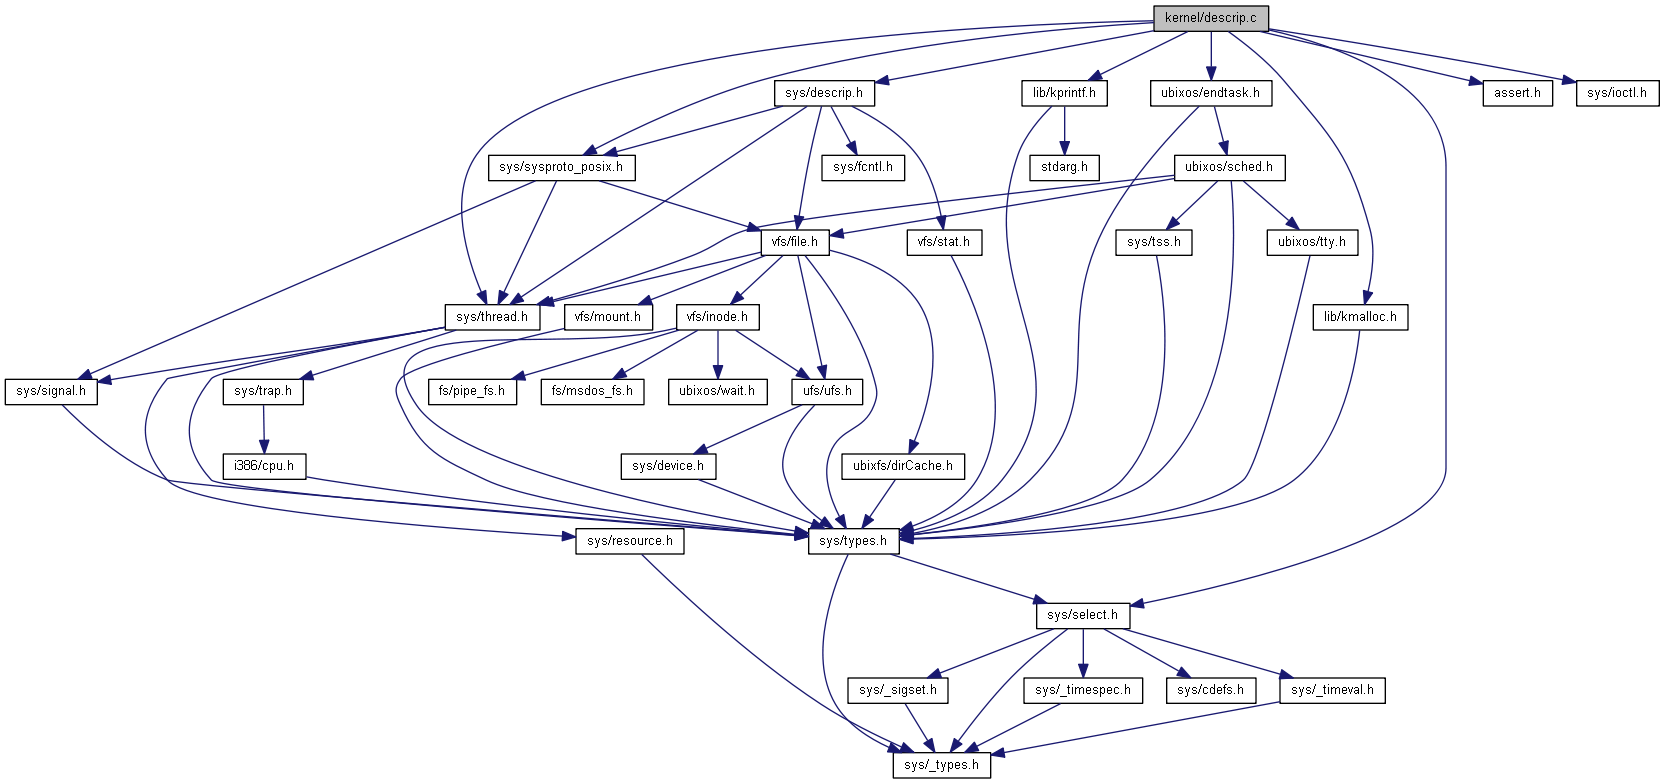 kernel/descrip.c
sys/descrip.h
lib/kprintf.h
ubixos/endtask.h
assert.h
sys/ioctl.h
sys/sysproto_posix.h
sys/fcntl.h
stdarg.h
ubixos/sched.h
vfs/file.h
vfs/stat.h
sys/tss.h
ubixos/tty.h
sys/thread.h
vfs/mount.h
vfs/inode.h
lib/kmalloc.h
sys/signal.h
sys/trap.h
fs/pipe_fs.h
fs/msdos_fs.h
ubixos/wait.h
ufs/ufs.h
i386/cpu.h
sys/device.h
ubixfs/dirCache.h
sys/resource.h
sys/types.h
sys/select.h
sys/_sigset.h
sys/_timespec.h
sys/cdefs.h
sys/_timeval.h
sys/_types.h